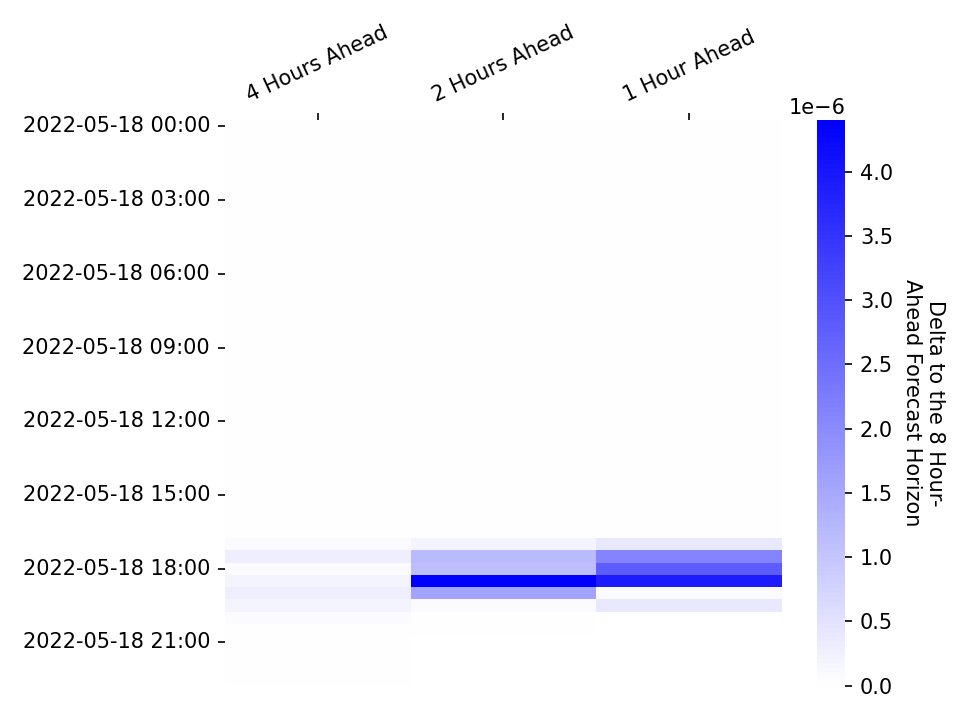 4 Hours Ahead
2 Hours Ahead
1 Hour Ahead
1e−6
2022-05-18 00:00
2022-05-18 03:00
2022-05-18 06:00
2022-05-18 09:00
2022-05-18 12:00
2022-05-18 15:00
2022-05-18 18:00
2022-05-18 21:00
4.0
3.5
3.0
2.5
2.0
1.5
1.0
0.5
0.0
Delta to the 8 Hour-
Ahead Forecast Horizon